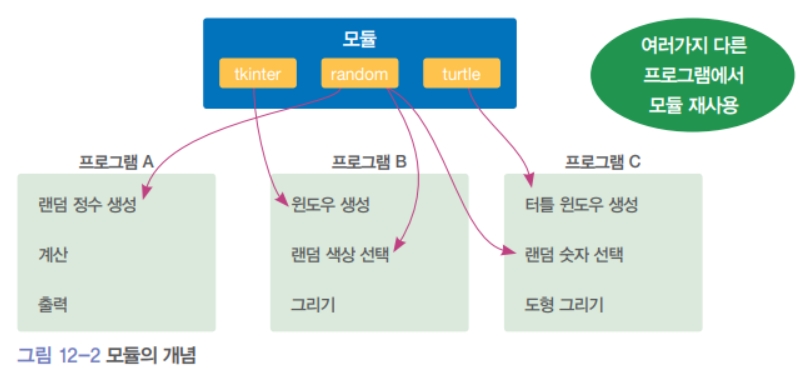 모듈
tkinter
random
turtle
여러가지 다른
프로그램에서
모듈 재사용
프로그램 A
랜덤 정수 생성
계산
출력
프로그램 B
윈도우 생성
랜덤 색상 선택
그리기
프로그램 C
터틀 윈도우 생성
랜덤 숫자 선택
도형 그리기
그림 12-2 모듈의 개념